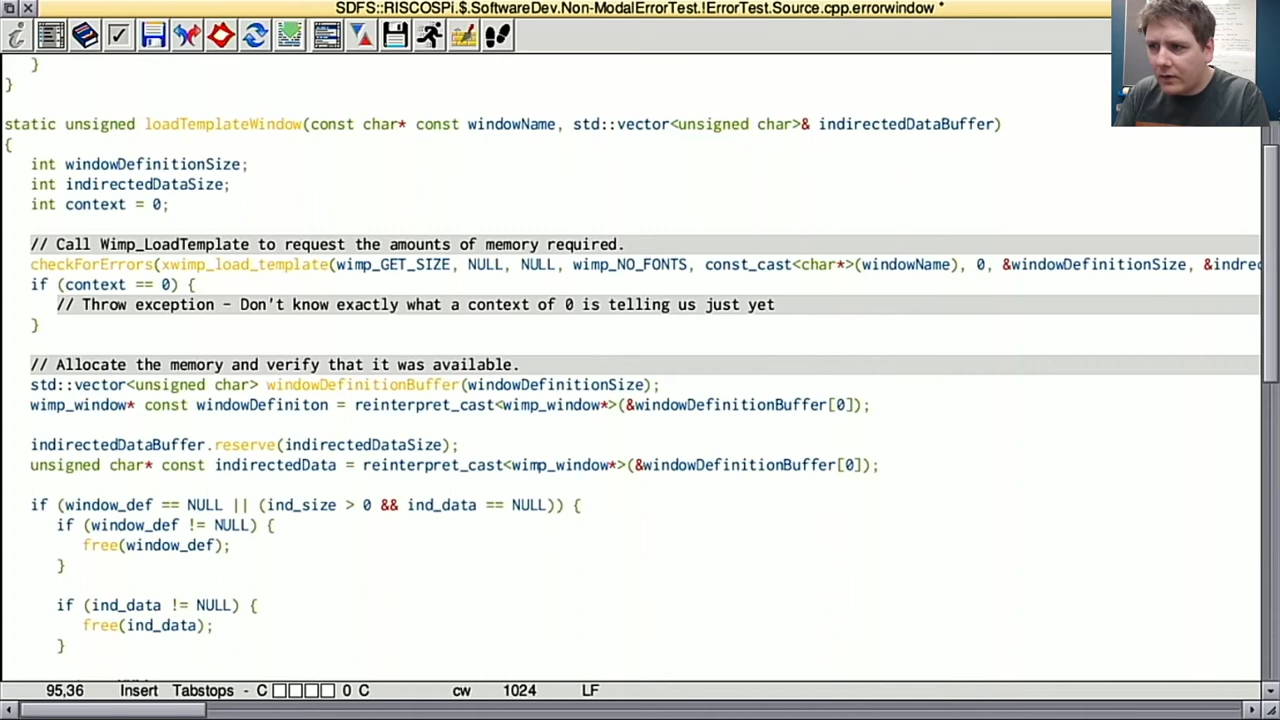 SDFS::RISCOSPi.$.SoftwareDev.Non-ModalErrorTest.!ErrorTest.Source.cpp.errorwindow *
}
}
static unsigned loadTemplateWindow(const char* const windowName, std::vector<unsigned char>& indirectedDataBuffer)
{
int windowDefinitionSize;
int indirectedDataSize;
int context = 0;
// Call Wimp_LoadTemplate to request the amounts of memory required.
checkForErrors(xwimp_load_template(wimp_GET_SIZE, NULL, NULL, wimp_NO_FONTS, const_cast<char*>(windowName), 0, &windowDefinitionSize, &indirec
if (context == 0) {
// Throw exception - Don't know exactly what a context of 0 is telling us just yet
}
// Allocate the memory and verify that it was available.
std::vector<unsigned char> windowDefinitionBuffer(windowDefinitionSize);
wimp_window* const windowDefiniton = reinterpret_cast<wimp_window*>(&windowDefinitionBuffer[0]);
indirectedDataBuffer.reserve(indirectedDataSize);
unsigned char* const indirectedData = reinterpret_cast<wimp_window*>(&windowDefinitionBuffer[0]);
if (window_def == NULL || (ind_size > 0 && ind_data == NULL)) {
if (window_def != NULL) {
free(window_def);
}
if (ind_data != NULL) {
free(ind_data);
}
95,36 Insert Tabstops - C 0 C cw 1024 LF